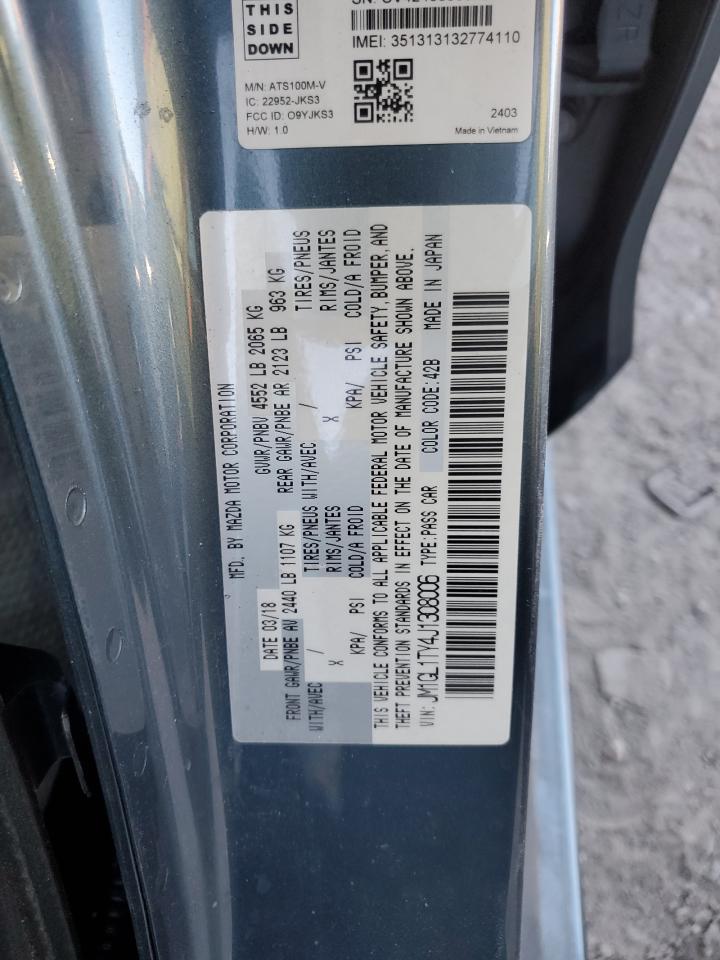 THIS
SIDE
DOWN
IMEI: 351313132774110
M/N: ATS100M-V
IC: 22952-JKS3
FCC ID: O9YJKS3
H/W: 1.0
2403
Made in Vietnam
MFD. BY MAZDA MOTOR CORPORATION
DATE 03/18 GVWR/PNBV 4552 LB 2065 KG
FRONT GAWR/PNBE AV 2440 LB 1107 KG REAR GAWR/PNBE AR 2123 LB 963 KG
WITH/AVEC / TIRES/PNEUS WITH/AVEC / TIRES/PNEUS
X RIMS/JANTES X RIMS/JANTES
KPA/ PSI COLD/A FROID KPA/ PSI COLD/A FROID
THIS VEHICLE CONFORMS TO ALL APPLICABLE FEDERAL MOTOR VEHICLE SAFETY, BUMPER, AND
THEFT PREVENTION STANDARDS IN EFFECT ON THE DATE OF MANUFACTURE SHOWN ABOVE.
VIN: JM1GL1TY4J1308006 TYPE:PASS CAR COLOR CODE:42B MADE IN JAPAN